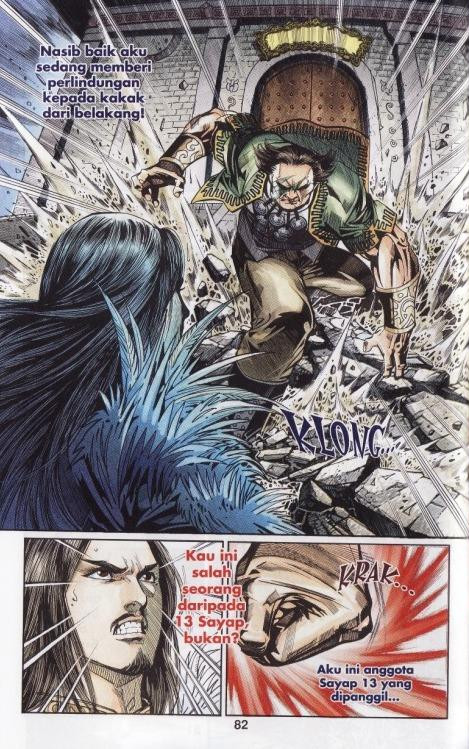 Nasib baik aku
sedang memberi
perlindungan
kepada kakak
dari belakang!
KLONG...
Kau ini
salah
seorang
daripada
13 Sayap,
bukan?
KRAK...
Aku ini anggota
Sayap 13 yang
dipanggil...
82